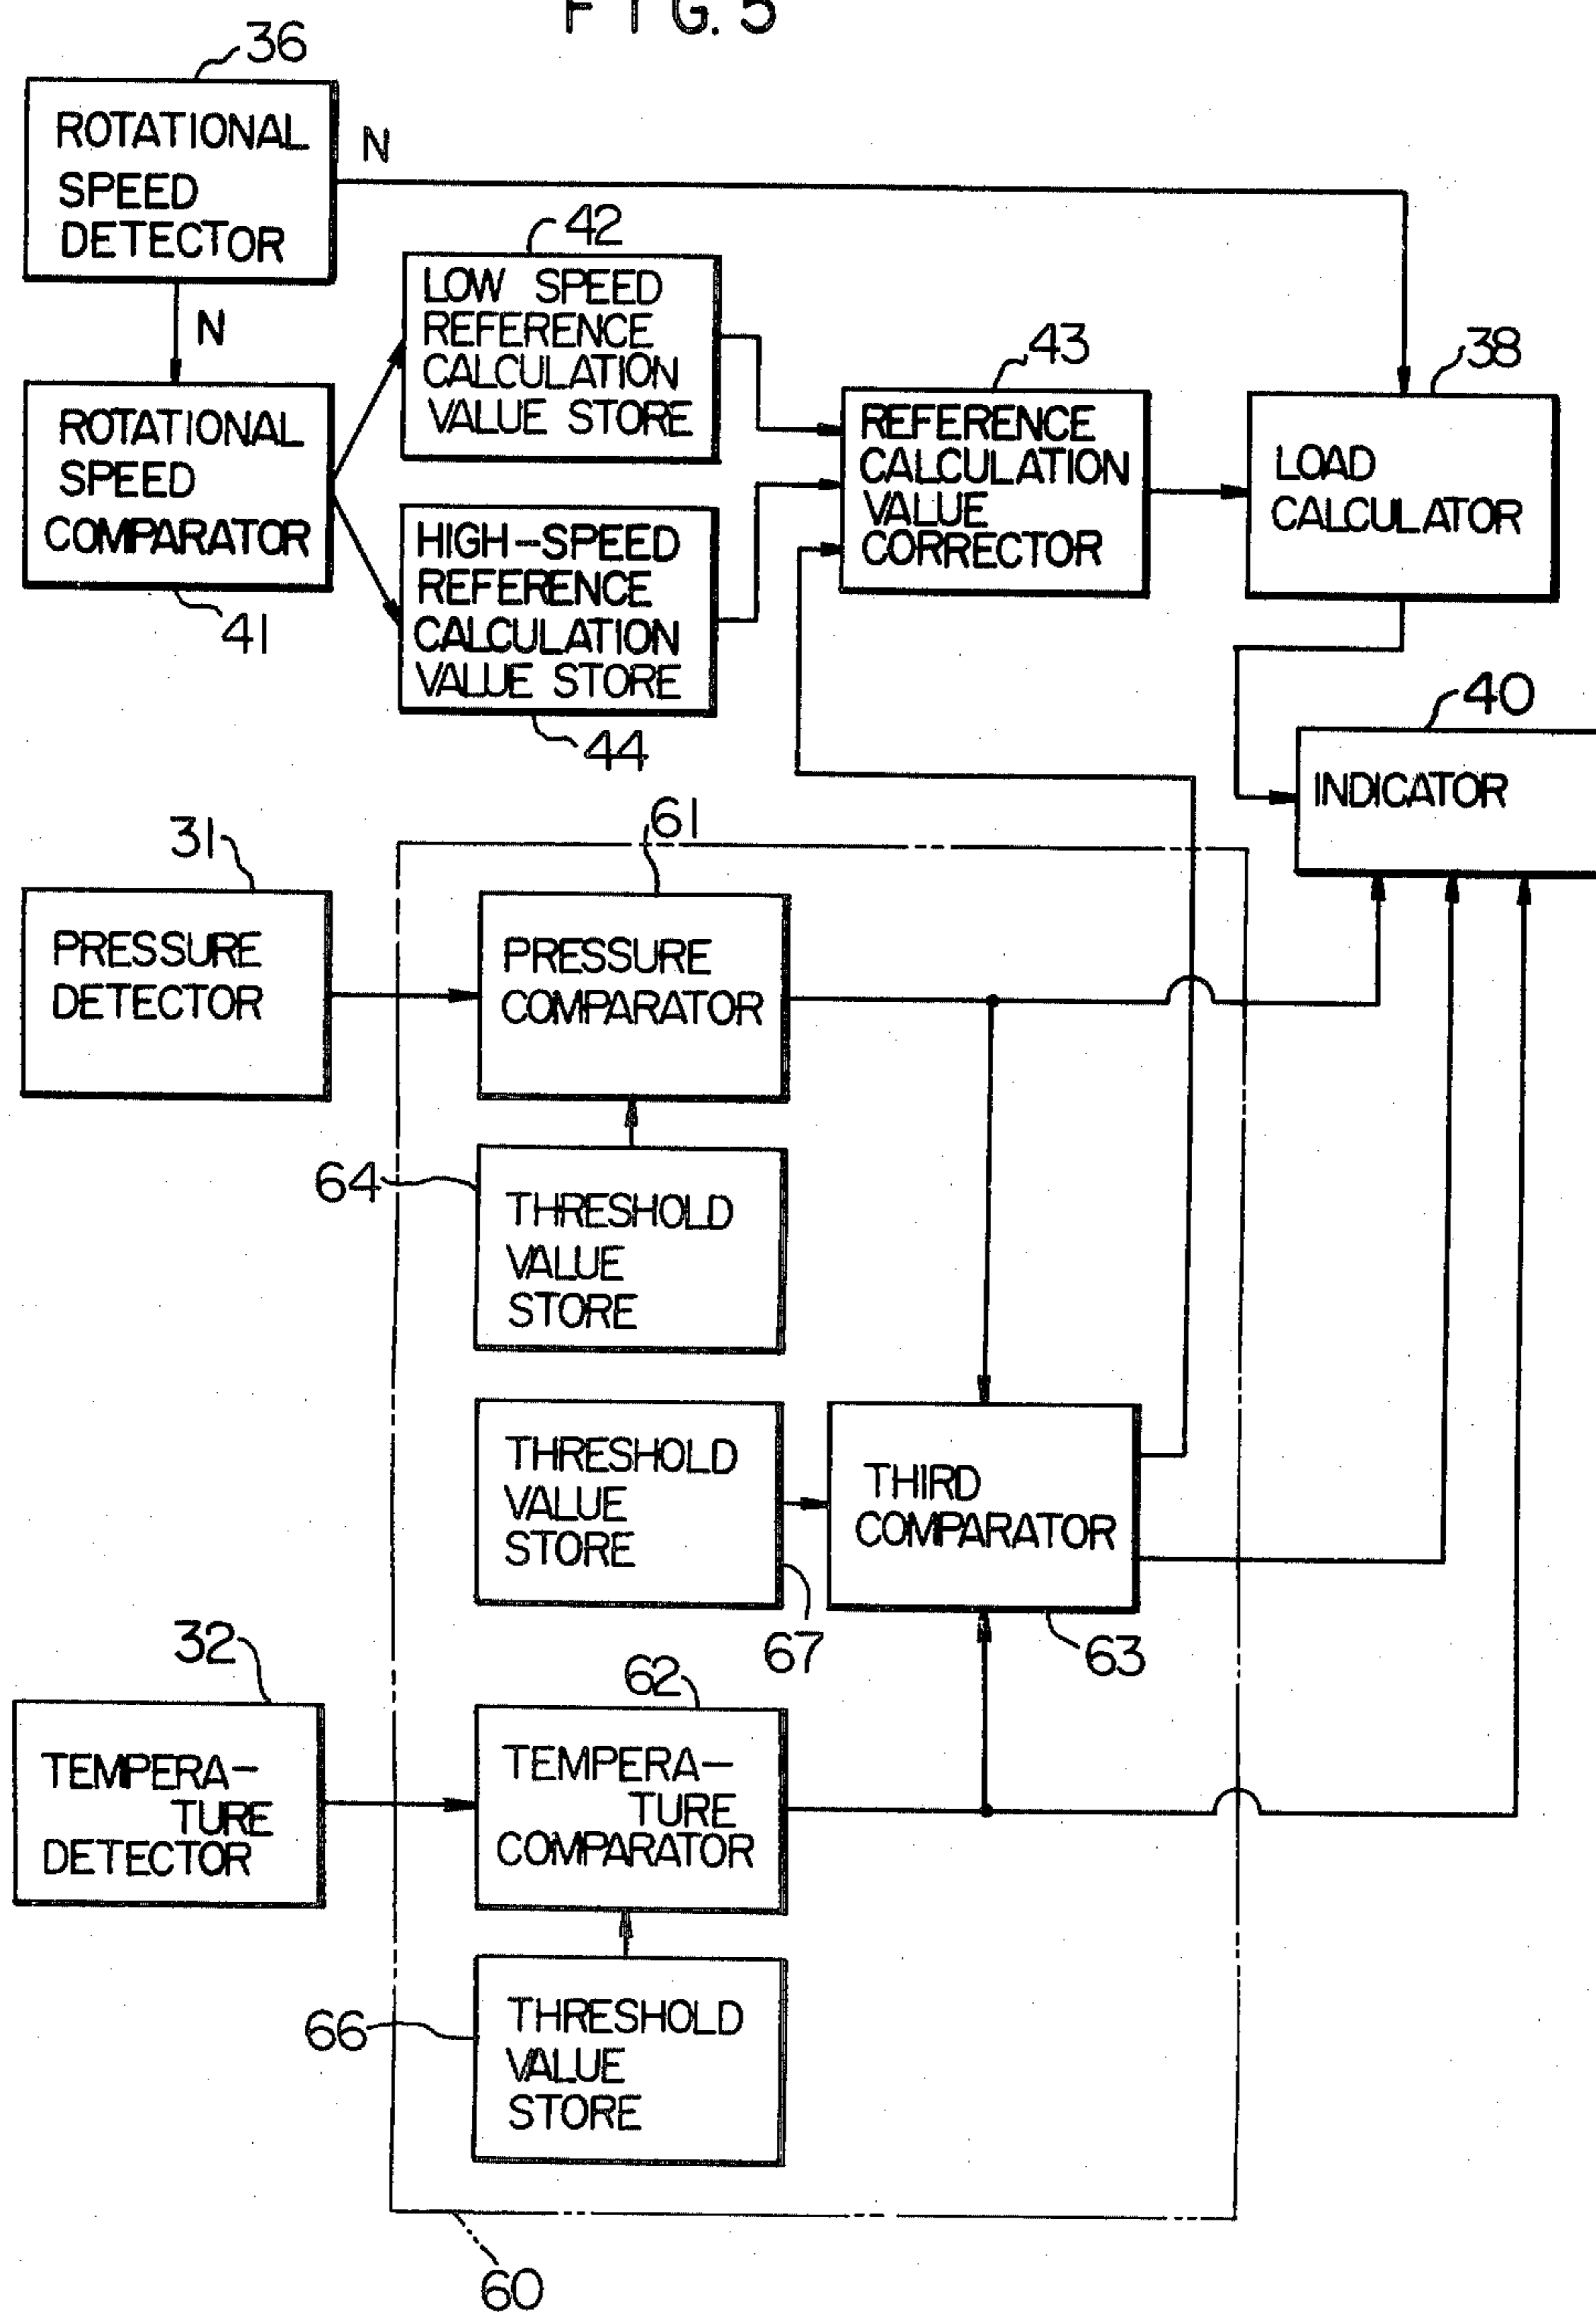 FIG. 5
36
ROTATIONAL
SPEED
DETECTOR
N
N
42
LOW SPEED
REFERENCE
CALCULATION
VALUE STORE
43
REFERENCE
CALCULATION
VALUE
CORRECTOR
38
LOAD
CALCULATOR
ROTATIONAL
SPEED
COMPARATOR
41
HIGH-SPEED
REFERENCE
CALCULATION
VALUE STORE
44
40
INDICATOR
31
PRESSURE
DETECTOR
61
PRESSURE
COMPARATOR
64
THRESHOLD
VALUE
STORE
THRESHOLD
VALUE
STORE
67
THIRD
COMPARATOR
63
32
TEMPERA-
TURE
DETECTOR
62
TEMPERA-
TURE
COMPARATOR
66
THRESHOLD
VALUE
STORE
60